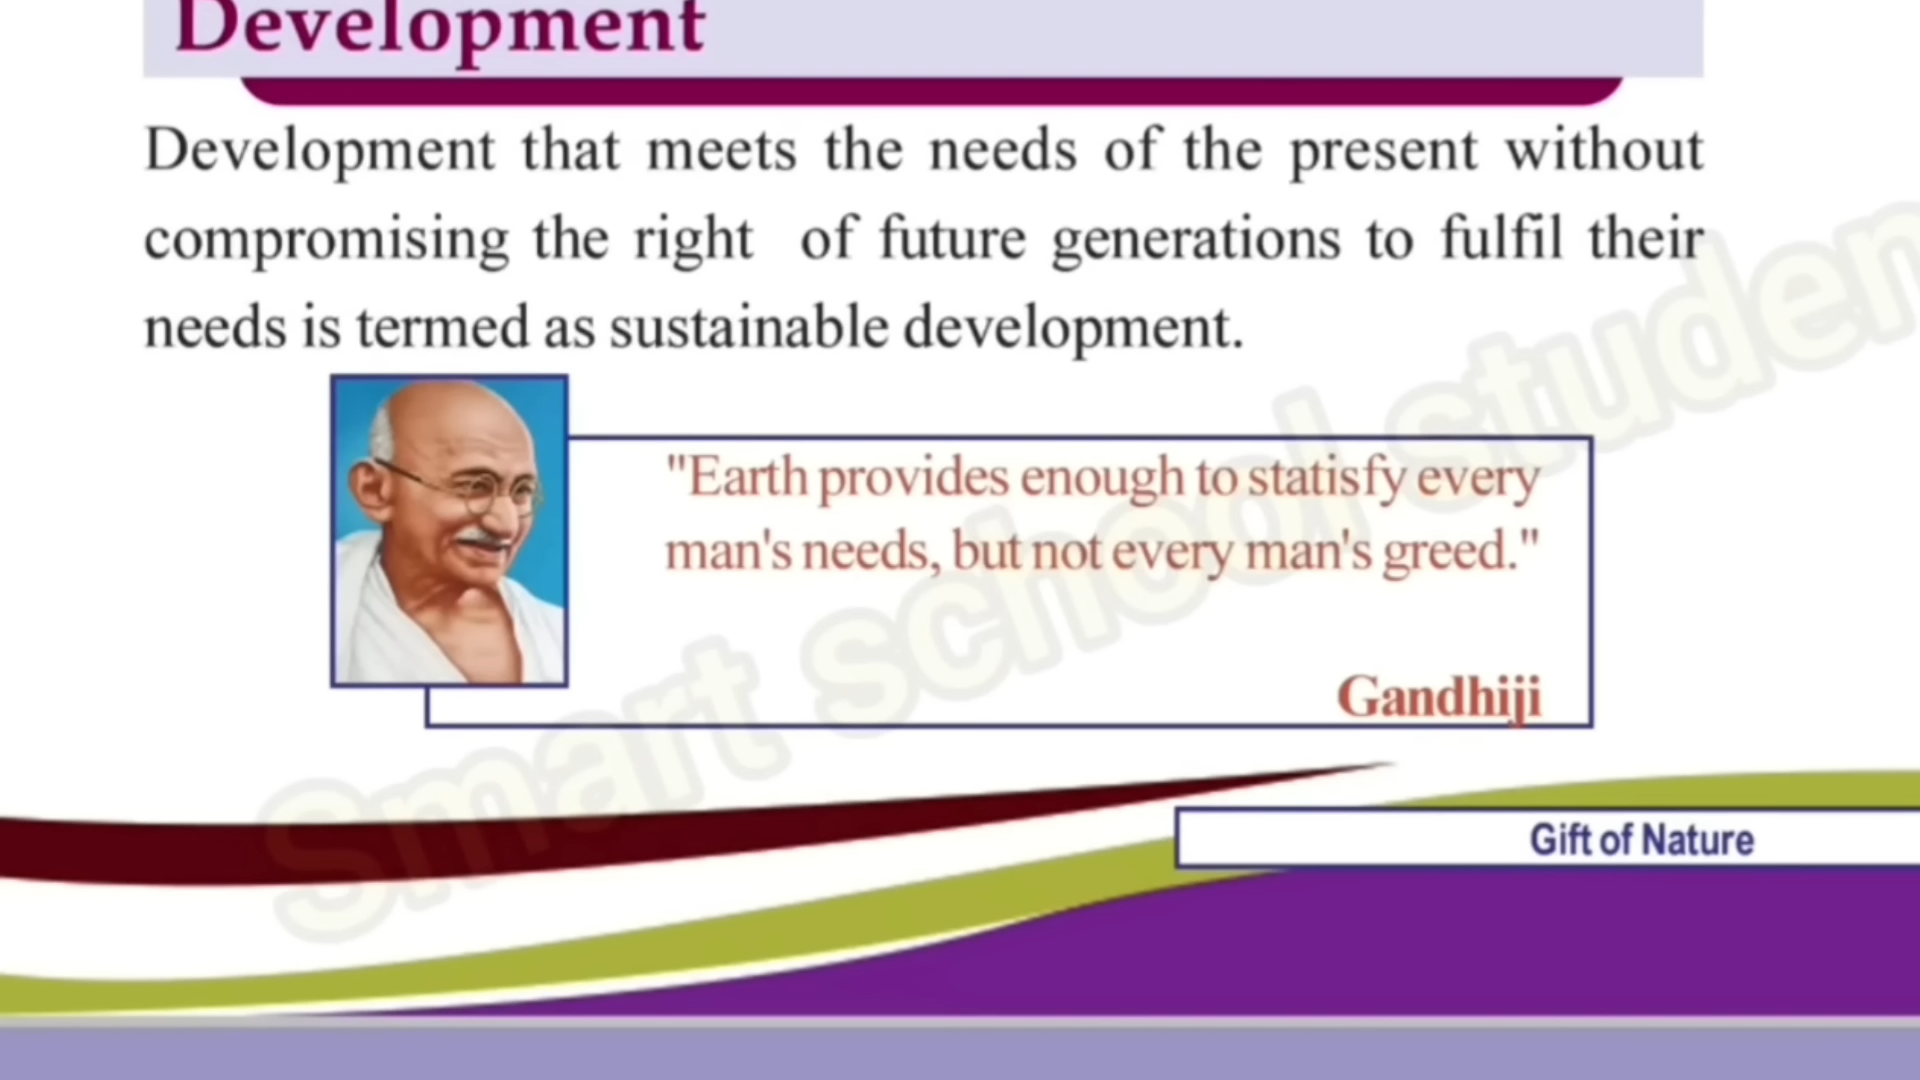 Development
Development that meets the needs of the present without
compromising the right of future generations to fulfil their
needs is termed as sustainable development.
"Earth provides enough to statisfy every
man's needs, but not every man's greed."
Gandhiji
Gift of Nature
Smart school studen